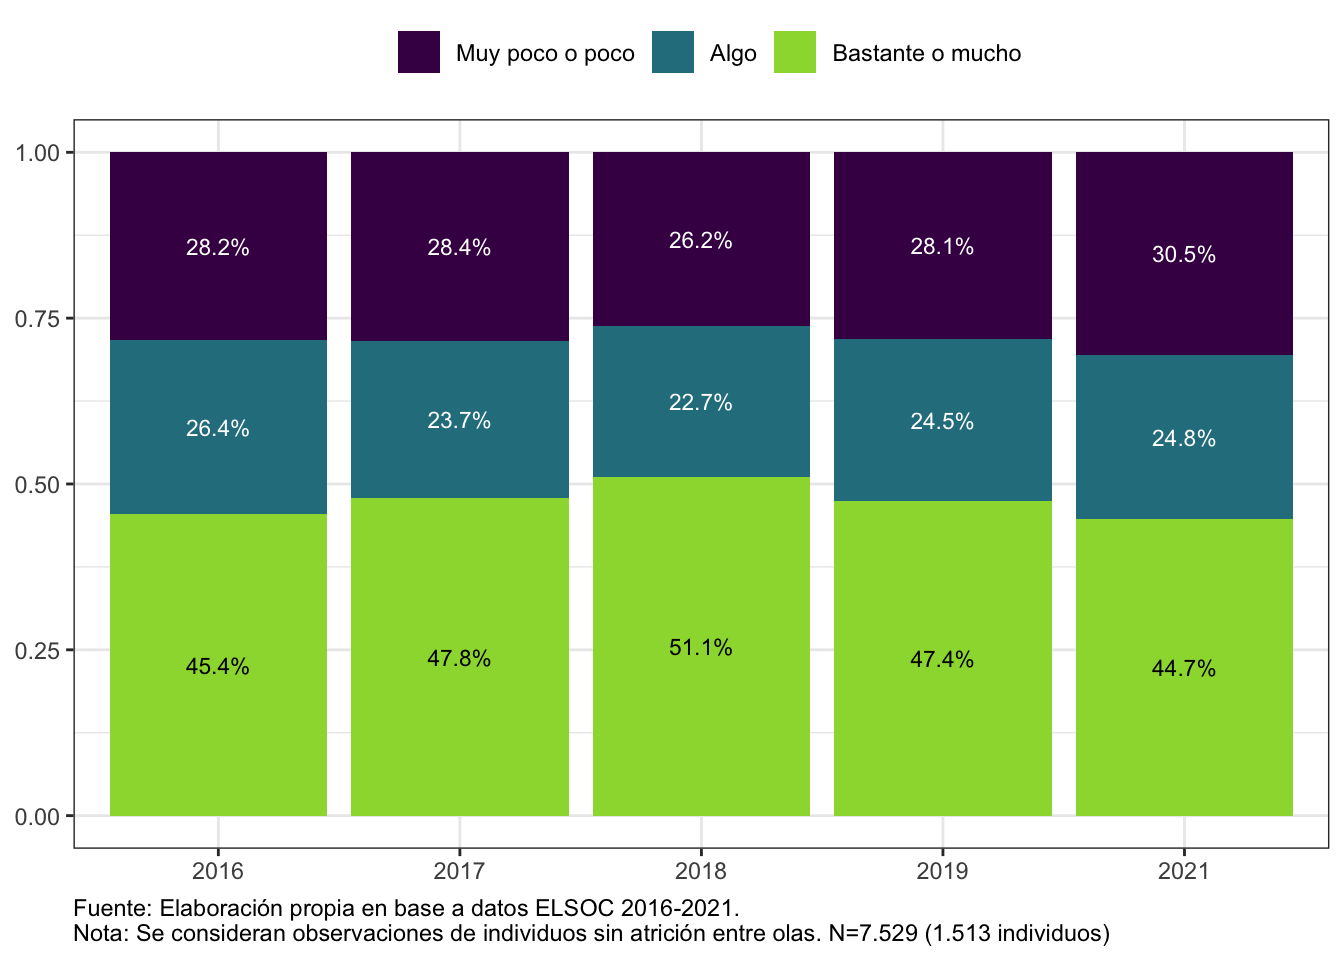 Muy poco o poco Algo Bastante o mucho
1.00
28.2% 28.4% 26.2% 28.1% 30.5%
0.75
26.4% 23.7% 22.7% 24.5% 24.8%
0.50
0.25
45.4% 47.8% 51.1% 47.4% 44.7%
0.00
2016 2017 2018 2019 2021
Fuente: Elaboración propia en base a datos ELSOC 2016-2021.
Nota: Se consideran observaciones de individuos sin atrición entre olas. N=7.529 (1.513 individuos)